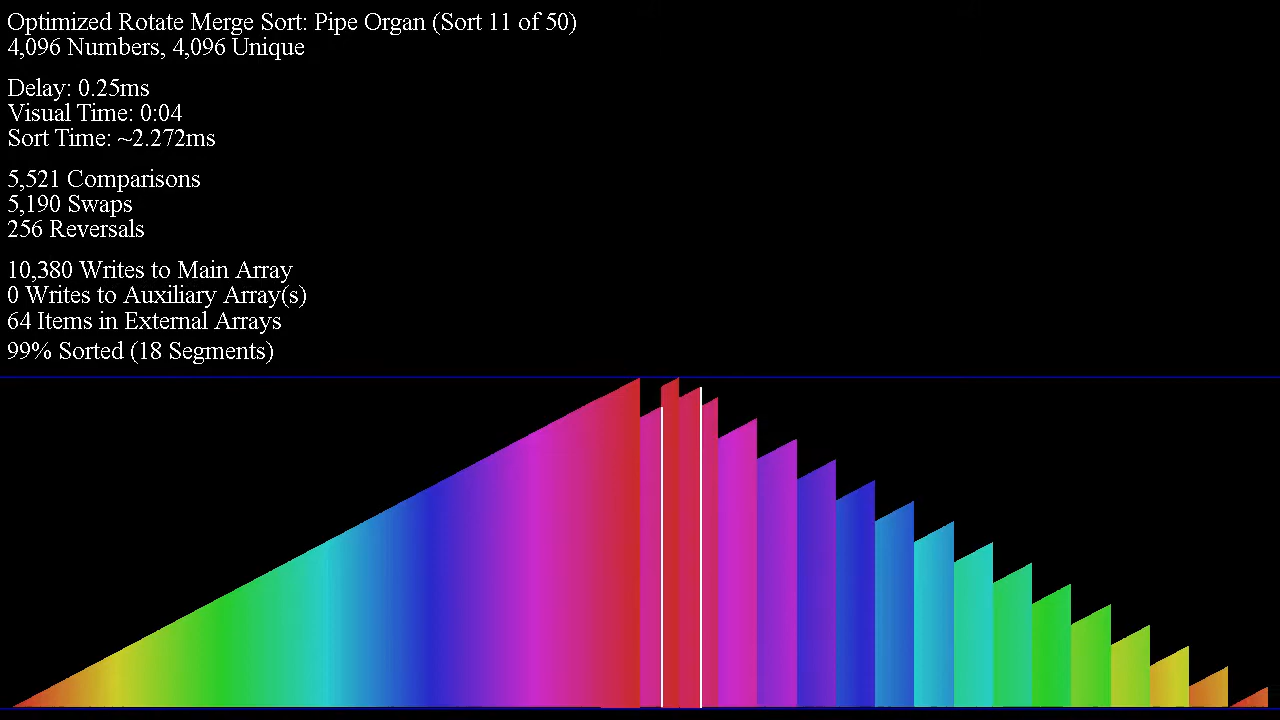 Optimized Rotate Merge Sort: Pipe Organ (Sort 11 of 50)
4,096 Numbers, 4,096 Unique
Delay: 0.25ms
Visual Time: 0:04
Sort Time: ~2.272ms
5,521 Comparisons
5,190 Swaps
256 Reversals
10,380 Writes to Main Array
0 Writes to Auxiliary Array(s)
64 Items in External Arrays
99% Sorted (18 Segments)